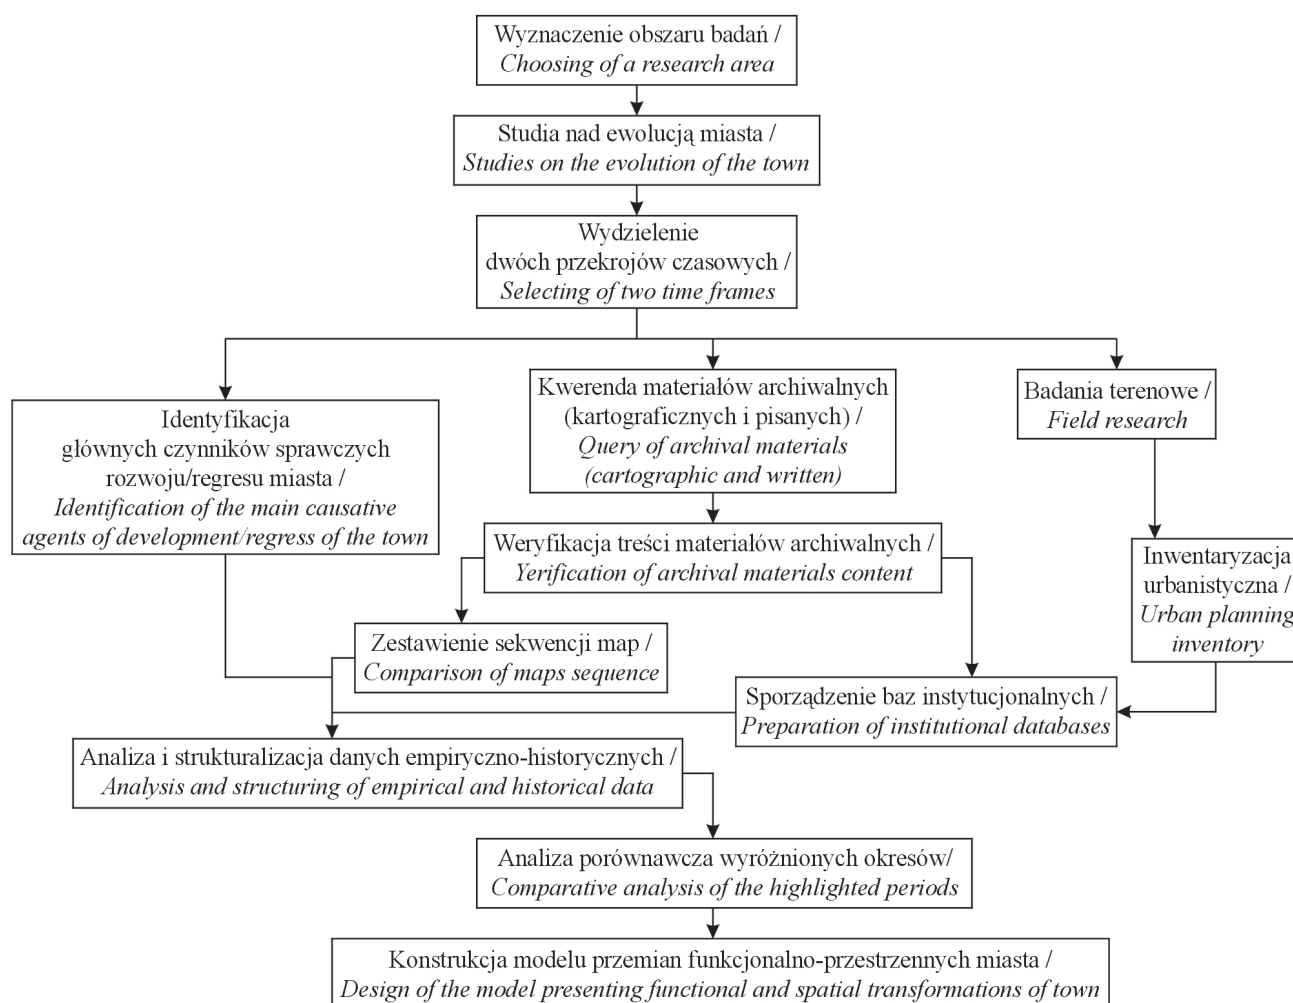 Wyznaczenie obszaru badań /
Choosing of a research area
Studia nad ewolucją miasta /
Studies on the evolution of the town
Wydzielenie
dwóch przekrojów czasowych /
Selecting of two time frames
Identyfikacja
głównych czynników sprawczych
rozwoju/regresu miasta /
Identification of the main causative
agents of development/regress of the town
Kwerenda materiałów archiwalnych
(kartograficznych i pisanych) /
Query of archival materials
(cartographic and written)
Badania terenowe /
Field research
Weryfikacja treści materiałów archiwalnych /
Yerification of archival materials content
Inwentaryzacja
urbanistyczna /
Urban planning
inventory
Zestawienie sekwencji map /
Comparison of maps sequence
Sporządzenie baz instytucjonalnych /
Preparation of institutional databases
Analiza i strukturalizacja danych empiryczno-historycznych /
Analysis and structuring of empirical and historical data
Analiza porównawcza wyróżnionych okresów/
Comparative analysis of the highlighted periods
Konstrukcja modelu przemian funkcjonalno-przestrzennych miasta /
Design of the model presenting functional and spatial transformations of town